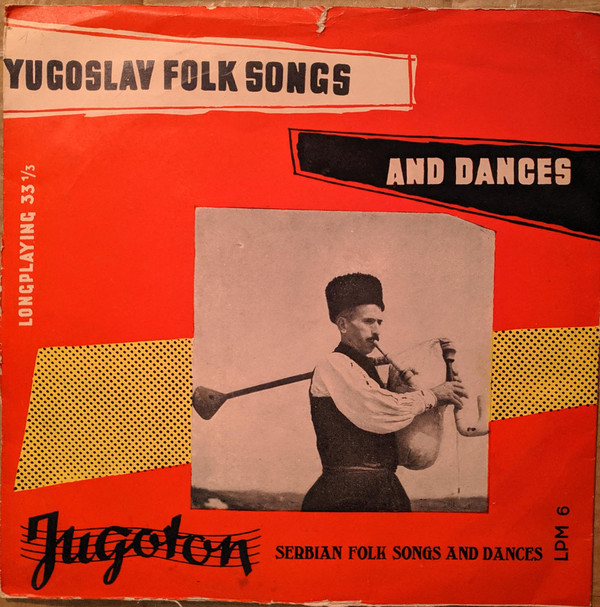 YUGOSLAV FOLK SONGS
AND DANCES
LONGPLAYING 33 1/3
Jugoton
SERBIAN FOLK SONGS AND DANCES
LPM 6